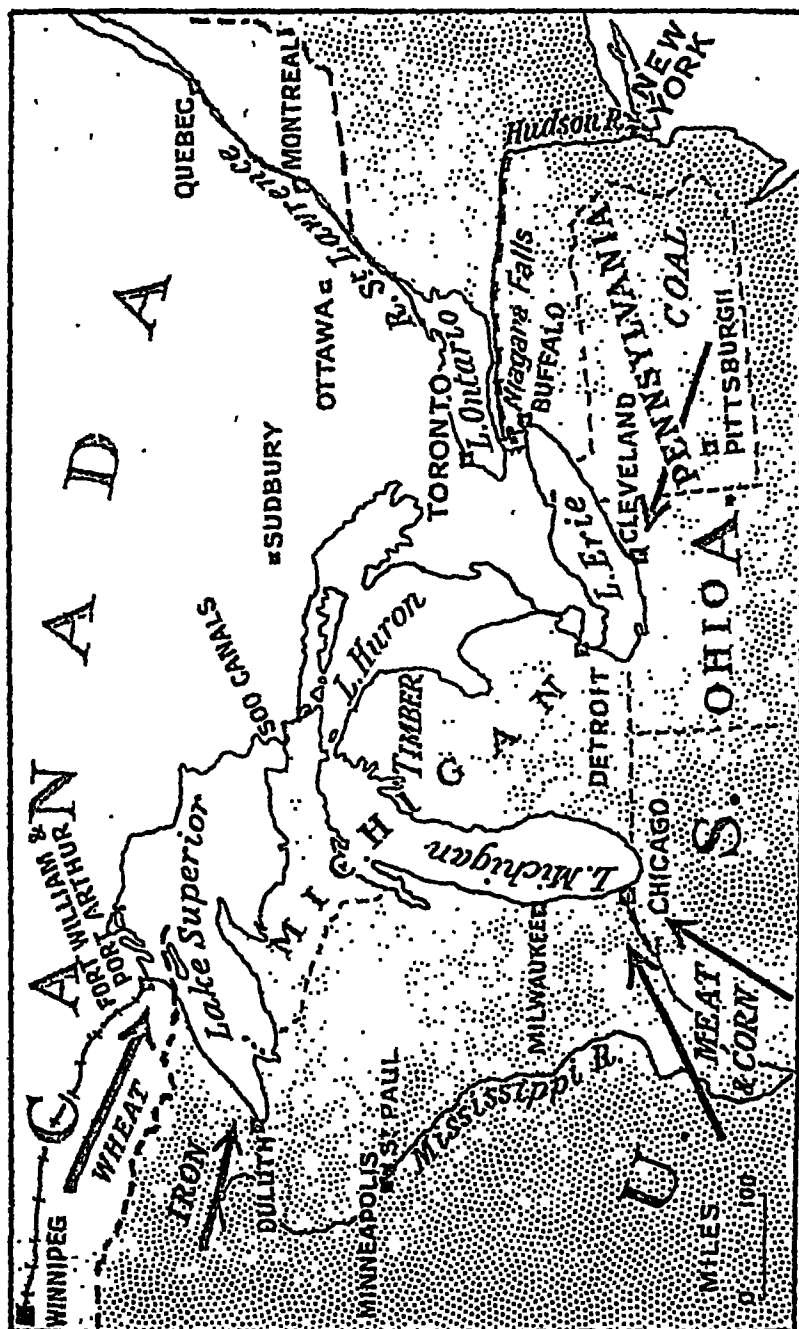 CANADA
WINNIPEG
WHEAT
FORT WILLIAM &
PORT ARTHUR
Lake Superior
IRON
DULUTH
SOO CANALS
SUDBURY
OTTAWA
QUEBEC
MONTREAL
R. St. Lawrence
TORONTO
L. Ontario
Niagara Falls
BUFFALO
Hudson R.
NEW
YORK
L. Huron
TIMBER
MICHIGAN
L. Michigan
MINNEAPOLIS
ST. PAUL
Mississippi R.
MILWAUKEE
CHICAGO
DETROIT
L. Erie
CLEVELAND
PENNSYLVANIA
COAL
PITTSBURGH
OHIO
MEAT
& CORN
U. S. A.
MILES
0 100